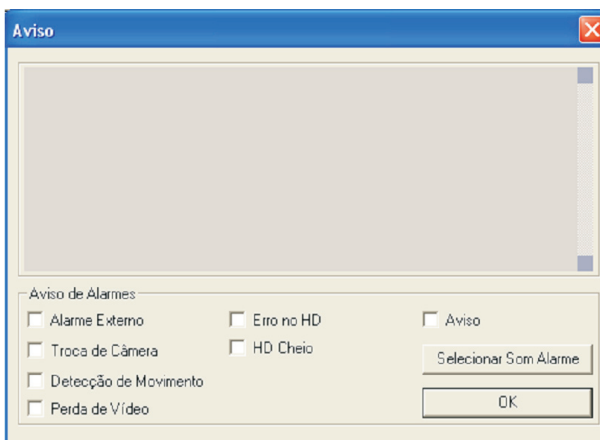 Aviso
Aviso de Alarmes
Alarme Externo
Erro no HD
Aviso
Troca de Câmera
HD Cheio
Selecionar Som Alarme
Detecção de Movimento
Perda de Vídeo
OK